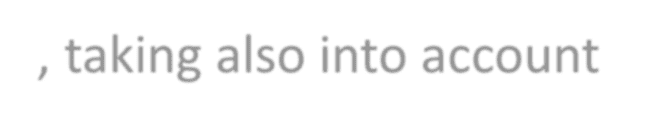 , taking also into account